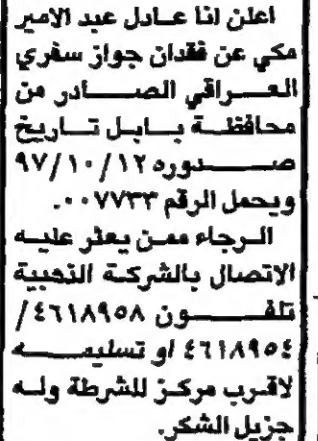 اعلن انا عادل عبد الامير
مكي عن فقدان جواز سفري
العراقي الصادر من
محافظة بابل تاريخ
صدوره ٩٧/١٠/١٢
ويحمل الرقم ٠٠٧٧٣٣.
الرجاء ممن يعثر عليه
الاتصال بالشركة الذهبية
تلفون ٤٦١٨٩٥٨/
٤٦١٨٩٥٤ او تسليمه
لاقرب مركز للشرطة وله
جزيل الشكر.